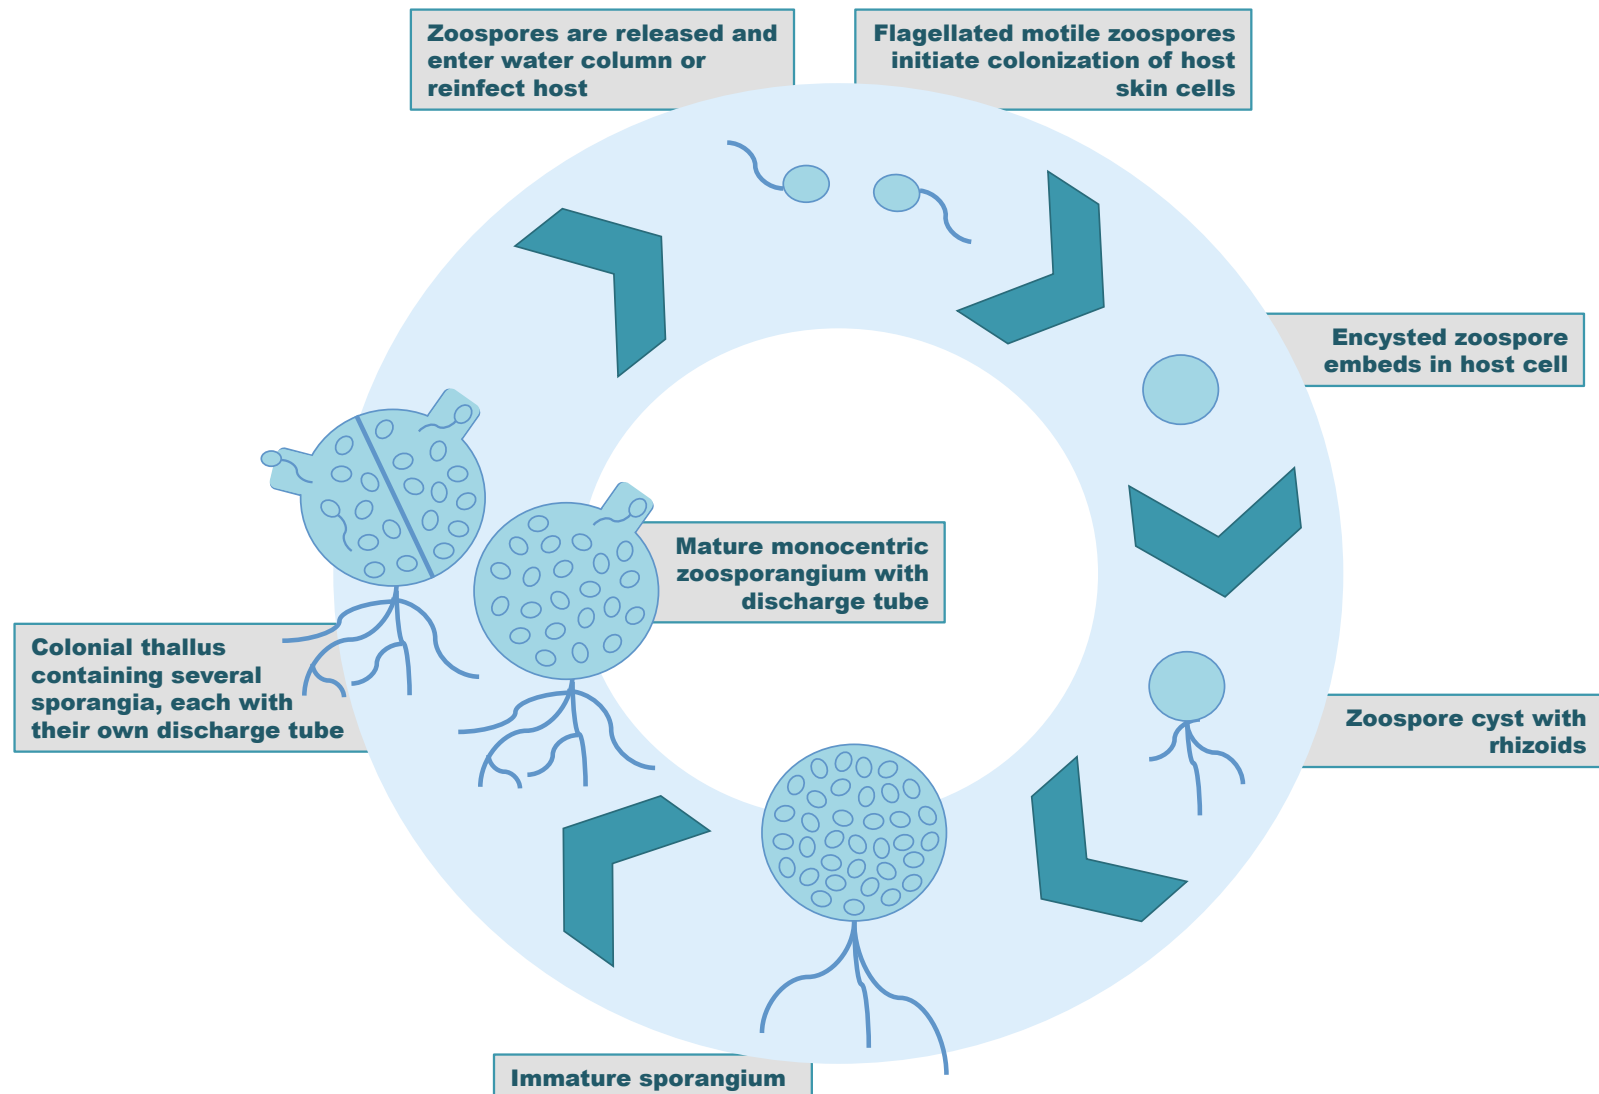 Zoospores are released and
enter water column or
reinfect host
Flagellated motile zoospores
initiate colonization of host
skin cells
Encysted zoospore
embeds in host cell
Mature monocentric
zoosporangium with
discharge tube
Colonial thallus
containing several
sporangia, each with
their own discharge tube
Zoospore cyst with
rhizoids
Immature sporangium